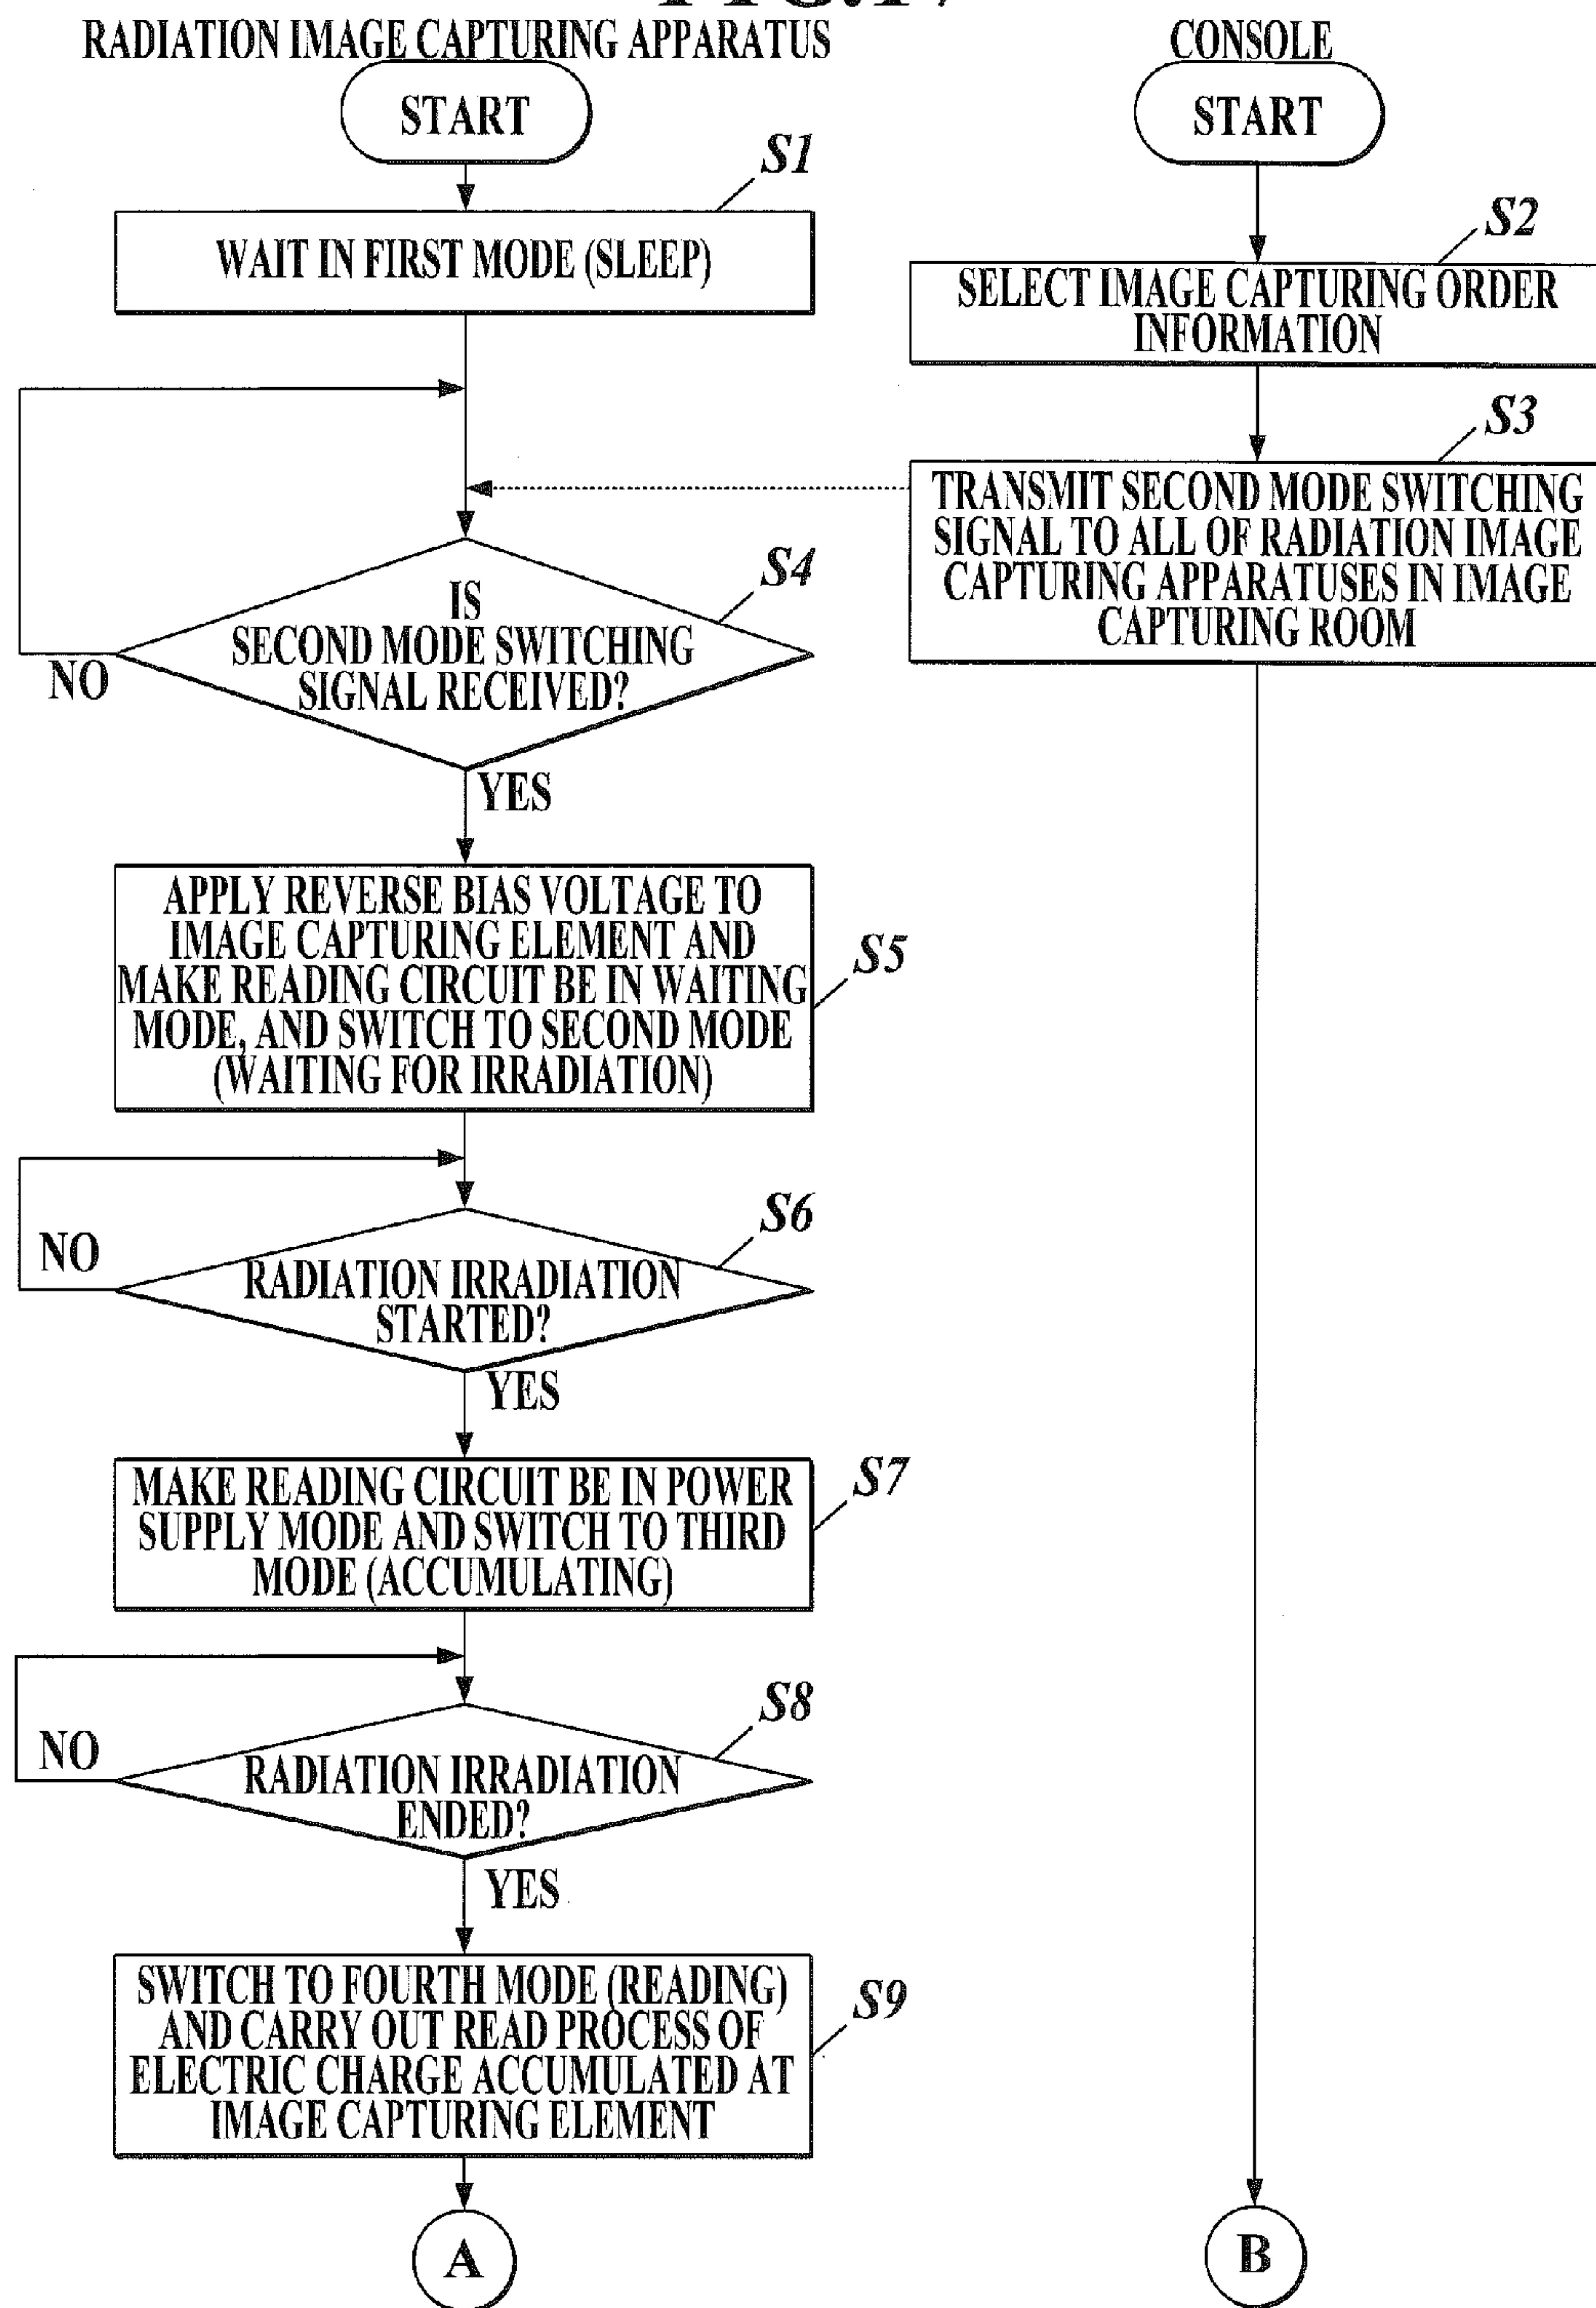 RADIATION IMAGE CAPTURING APPARATUS
START
S1
WAIT IN FIRST MODE (SLEEP)
S4
IS
SECOND MODE SWITCHING
SIGNAL RECEIVED?
NO
YES
APPLY REVERSE BIAS VOLTAGE TO
IMAGE CAPTURING ELEMENT AND
MAKE READING CIRCUIT BE IN WAITING
MODE, AND SWITCH TO SECOND MODE
(WAITING FOR IRRADIATION)
S5
S6
NO
RADIATION IRRADIATION
STARTED?
YES
MAKE READING CIRCUIT BE IN POWER
SUPPLY MODE AND SWITCH TO THIRD
MODE (ACCUMULATING)
S7
S8
NO
RADIATION IRRADIATION
ENDED?
YES
SWITCH TO FOURTH MODE (READING)
AND CARRY OUT READ PROCESS OF
ELECTRIC CHARGE ACCUMULATED AT
IMAGE CAPTURING ELEMENT
S9
A
CONSOLE
START
S2
SELECT IMAGE CAPTURING ORDER
INFORMATION
S3
TRANSMIT SECOND MODE SWITCHING
SIGNAL TO ALL OF RADIATION IMAGE
CAPTURING APPARATUSES IN IMAGE
CAPTURING ROOM
B